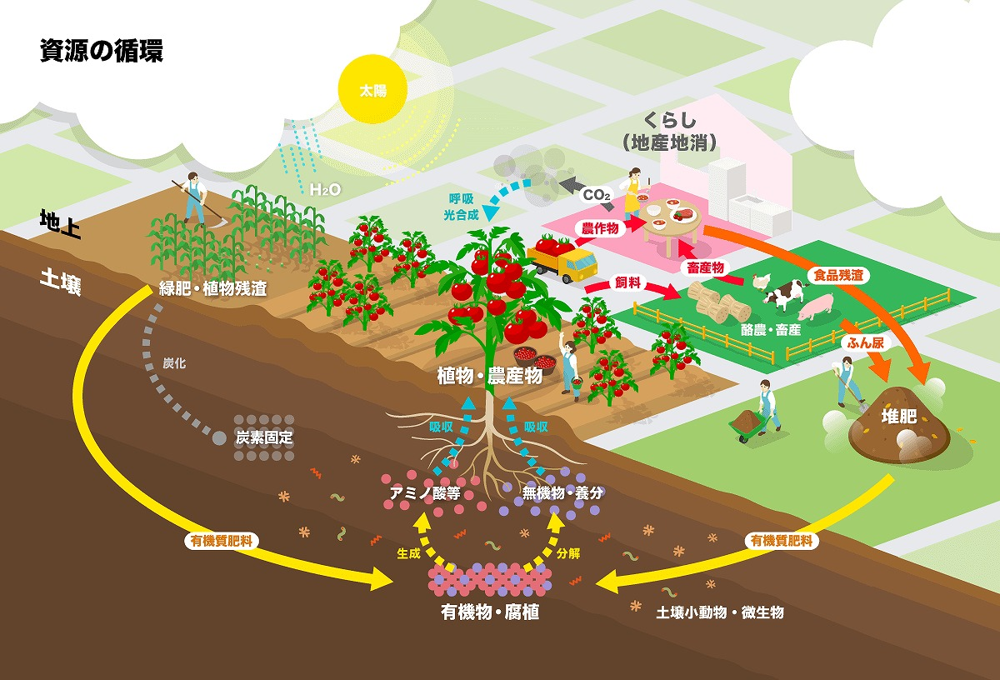 資源の循環
太陽
くらし
(地産地消)
H₂O
呼吸
光合成
CO₂
地上
農作物
土壌
畜産物
食品残渣
飼料
緑肥・植物残渣
酪農・畜産
ふん尿
炭化
植物・農産物
堆肥
吸収
吸収
炭素固定
アミノ酸等
無機物・養分
有機質肥料
有機質肥料
生成
分解
有機物・腐植
土壌小動物・微生物